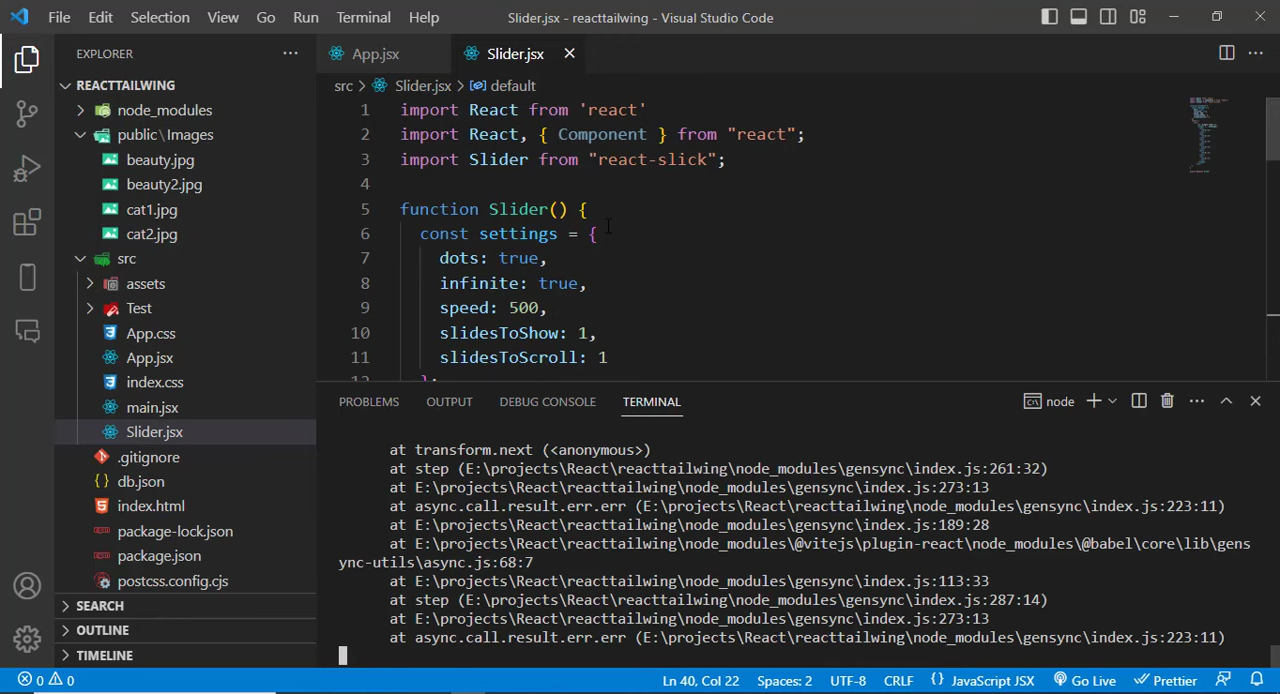 File Edit Selection View Go Run Terminal Help
Slider.jsx - reacttailwing - Visual Studio Code
EXPLORER
REACTTAILWING
node_modules
public\Images
beauty.jpg
beauty2.jpg
cat1.jpg
cat2.jpg
src
assets
Test
App.css
App.jsx
index.css
main.jsx
Slider.jsx
.gitignore
db.json
index.html
package-lock.json
package.json
postcss.config.cjs
SEARCH
OUTLINE
TIMELINE
App.jsx Slider.jsx
src > Slider.jsx > default
1 import React from 'react'
2 import React, { Component } from "react";
3 import Slider from "react-slick";
4
5 function Slider() {
6 const settings = {
7 dots: true,
8 infinite: true,
9 speed: 500,
10 slidesToShow: 1,
11 slidesToScroll: 1
12 };
PROBLEMS OUTPUT DEBUG CONSOLE TERMINAL
node
at transform.next (<anonymous>)
at step (E:\projects\React\reacttailwing\node_modules\gensync\index.js:261:32)
at E:\projects\React\reacttailwing\node_modules\gensync\index.js:273:13
at async.call.result.err.err (E:\projects\React\reacttailwing\node_modules\gensync\index.js:223:11)
at E:\projects\React\reacttailwing\node_modules\gensync\index.js:189:28
at E:\projects\React\reacttailwing\node_modules\@vitejs\plugin-react\node_modules\@babel\core\lib\gens
ync-utils\async.js:68:7
at E:\projects\React\reacttailwing\node_modules\gensync\index.js:113:33
at step (E:\projects\React\reacttailwing\node_modules\gensync\index.js:287:14)
at E:\projects\React\reacttailwing\node_modules\gensync\index.js:273:13
at async.call.result.err.err (E:\projects\React\reacttailwing\node_modules\gensync\index.js:223:11)
0 0 Ln 40, Col 22 Spaces: 2 UTF-8 CRLF {} JavaScript JSX Go Live Prettier